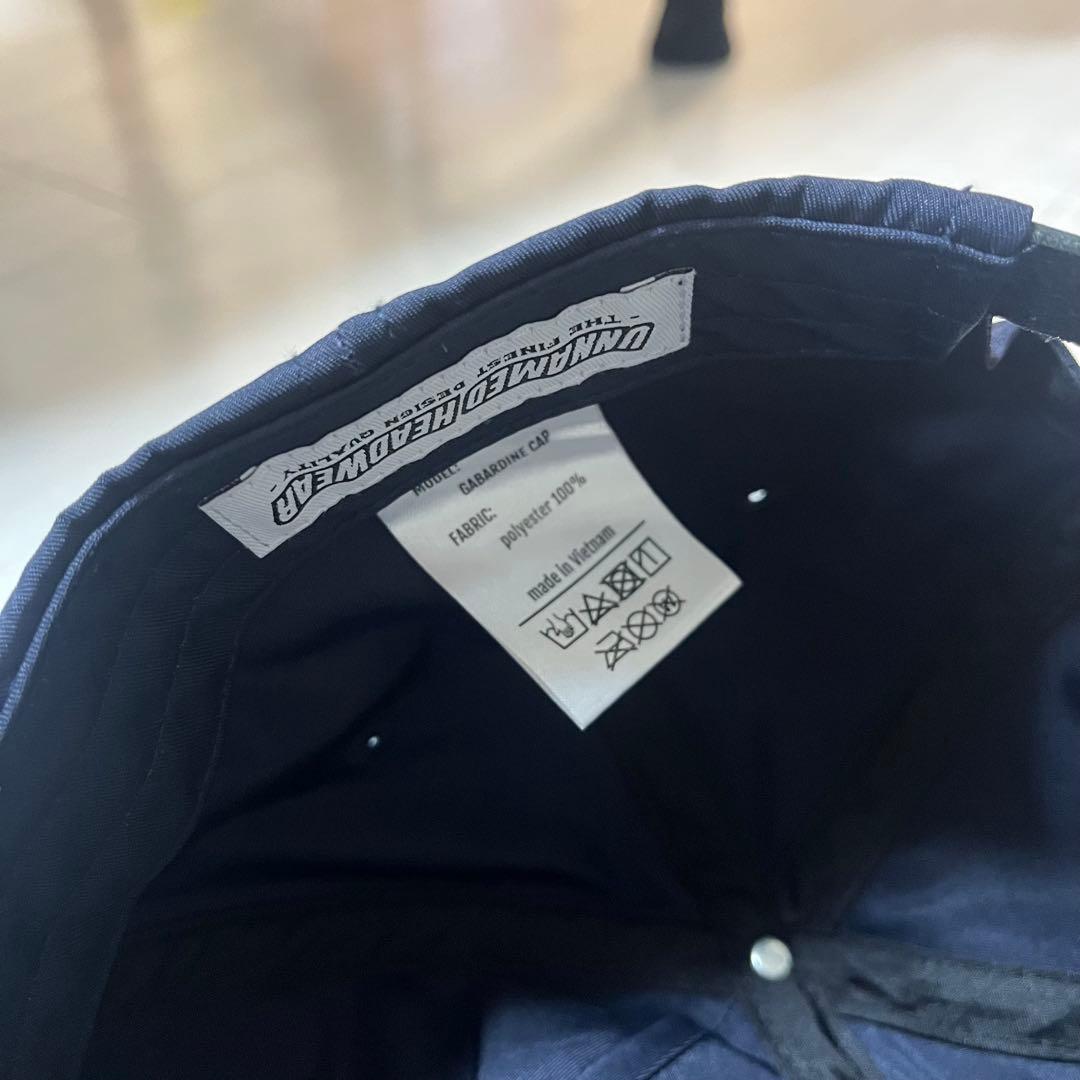 UNNAMED HEADWEAR
- THE FINEST DESIGN QUALITY -
MODEL:
GABARDINE CAP
FABRIC:
polyester 100%
made in Vietnam